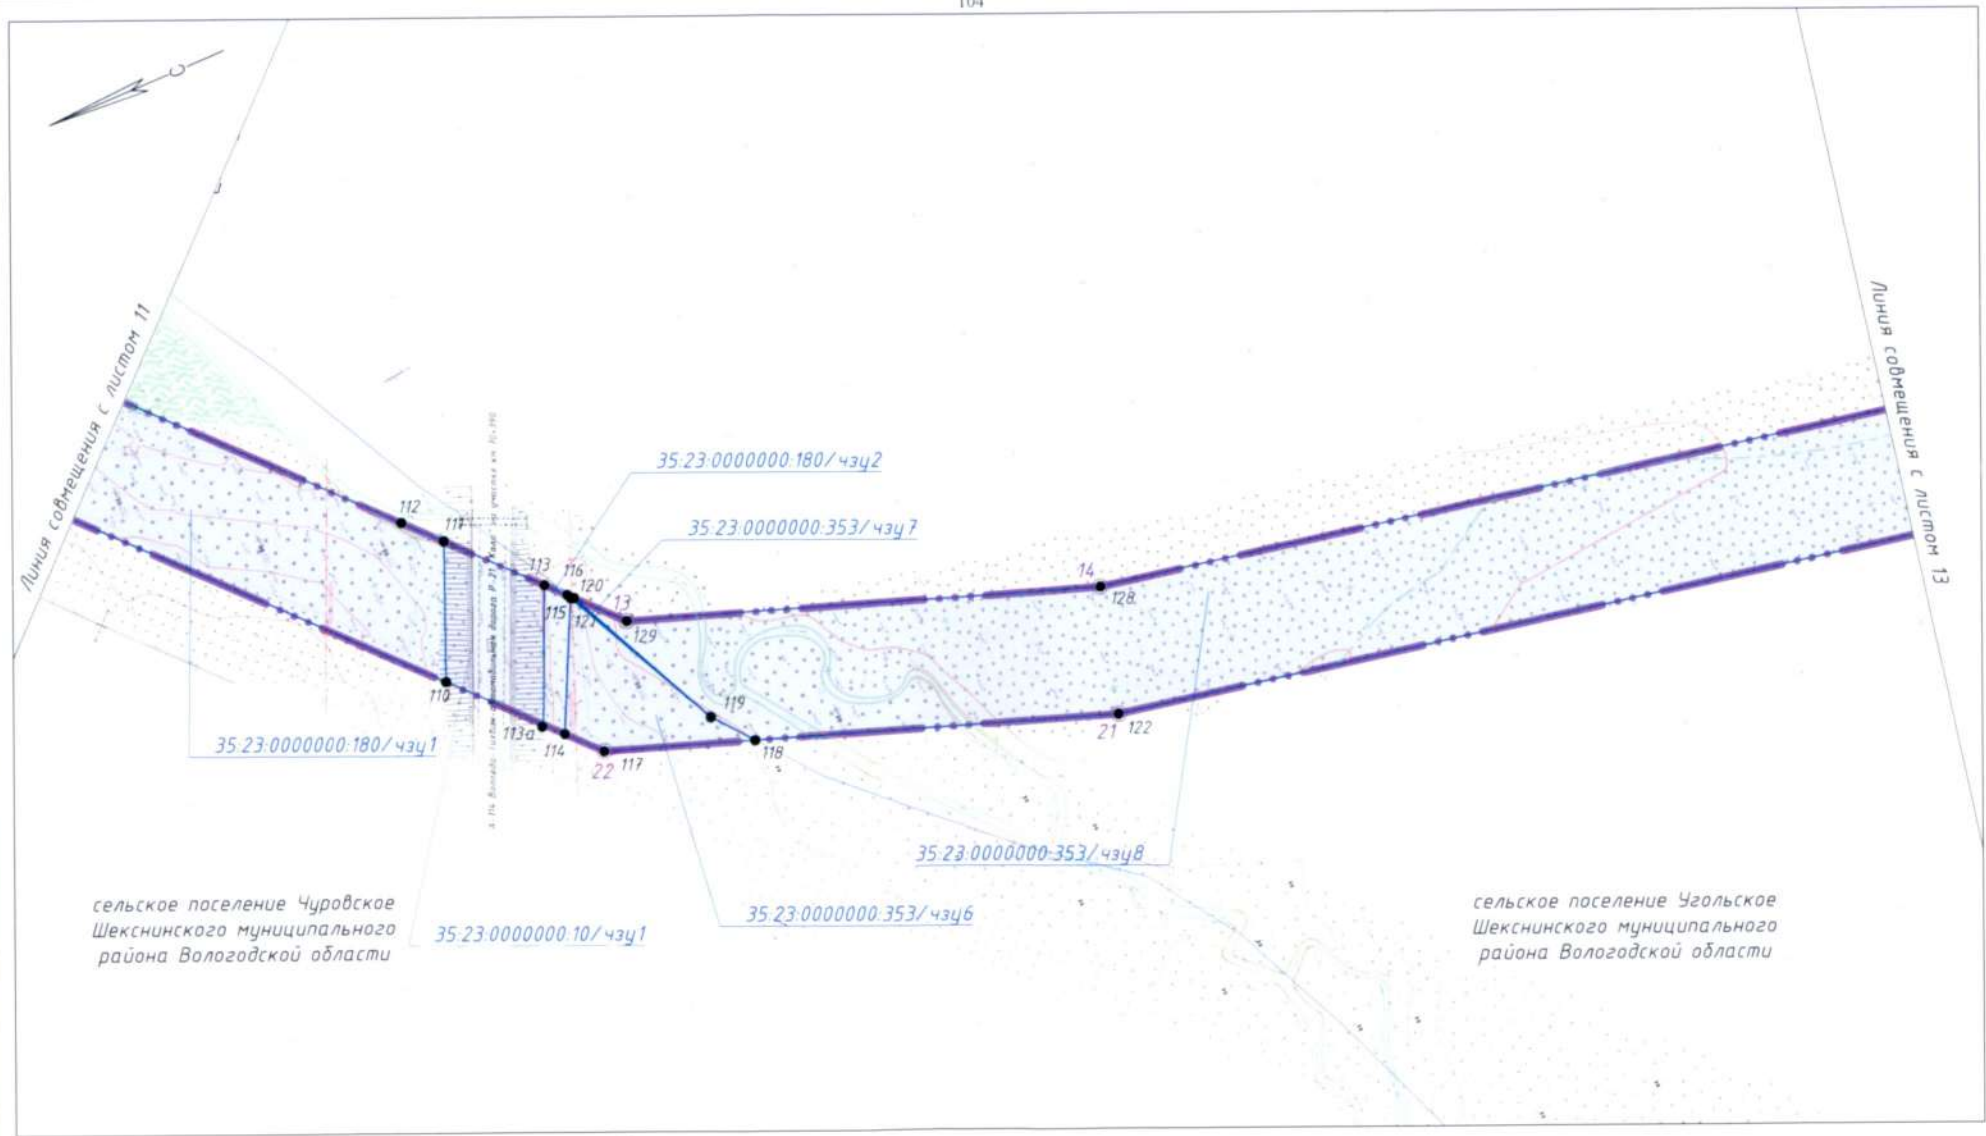 104
С
Линия совмещения с листом 11
Линия совмещения с листом 13
35:23:0000000:180/чзу2
35:23:0000000:353/чзу7
112
111
113
116
120
115
121
13
129
14
128
110
113а
114
22
117
118
119
21
122
35:23:0000000:180/чзу1
35:23:0000000:353/чзу8
35:23:0000000:353/чзу6
35:23:0000000:10/чзу1
сельское поселение Чуровское
Шекснинского муниципального
района Вологодской области
сельское поселение Угольское
Шекснинского муниципального
района Вологодской области